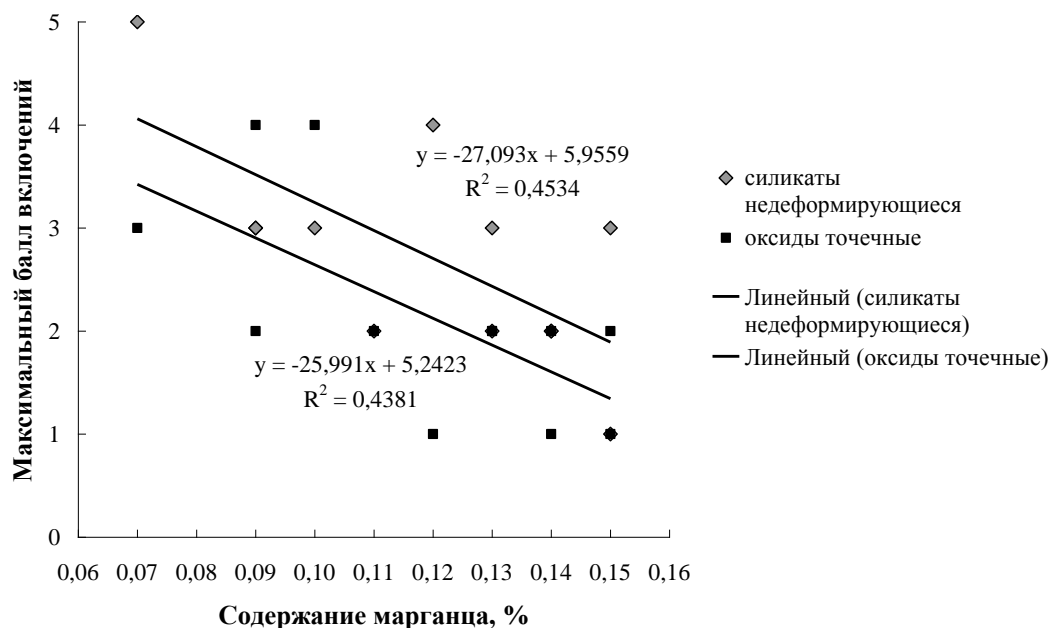 Максимальный балл включений
5
4
3
2
1
0
y = -27,093x + 5,9559
R² = 0,4534
y = -25,991x + 5,2423
R² = 0,4381
0,06 0,07 0,08 0,09 0,10 0,11 0,12 0,13 0,14 0,15 0,16
Содержание марганца, %
силикаты
недеформирующиеся
оксиды точечные
Линейный (силикаты
недеформирующиеся)
Линейный (оксиды точечные)